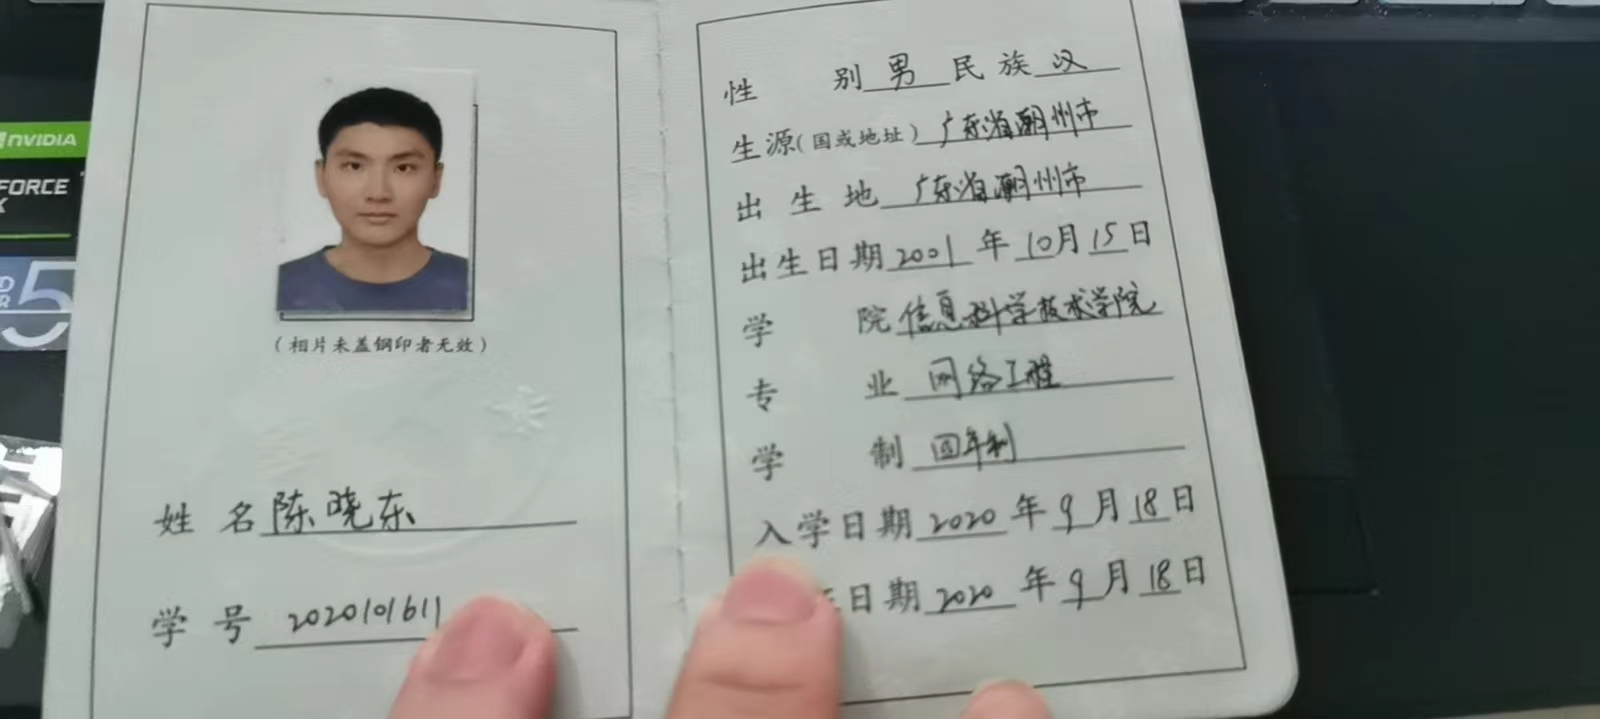 NVIDIA
FORCE
5
(相片未盖钢印者无效)
姓名 陈晓东
学号 2020101611
性别 男 民族 汉
生源(国或地址) 广东省潮州市
出生地 广东省潮州市
出生日期 2001 年 10 月 15 日
学院 信息科学技术学院
专业 网络工程
学制 四年制
入学日期 2020 年 9 月 18 日
日期 2020 年 9 月 18 日